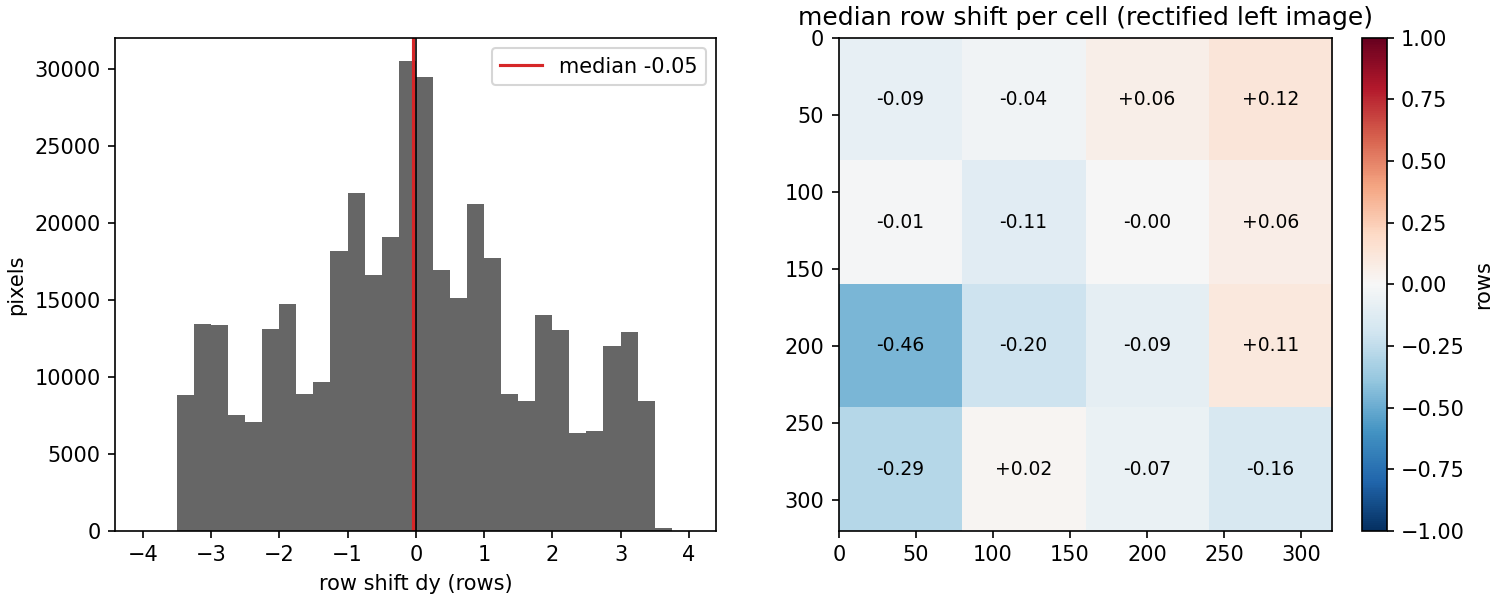 median row shift per cell (rectified left image)
30000
25000
20000
15000
10000
5000
0
−4 −3 −2 −1 0 1 2 3 4
row shift dy (rows)
pixels
median -0.05
0
50
100
150
200
250
300
0 50 100 150 200 250 300
-0.09 -0.04 +0.06 +0.12
-0.01 -0.11 -0.00 +0.06
-0.46 -0.20 -0.09 +0.11
-0.29 +0.02 -0.07 -0.16
1.00
0.75
0.50
0.25
0.00
−0.25
−0.50
−0.75
−1.00
rows